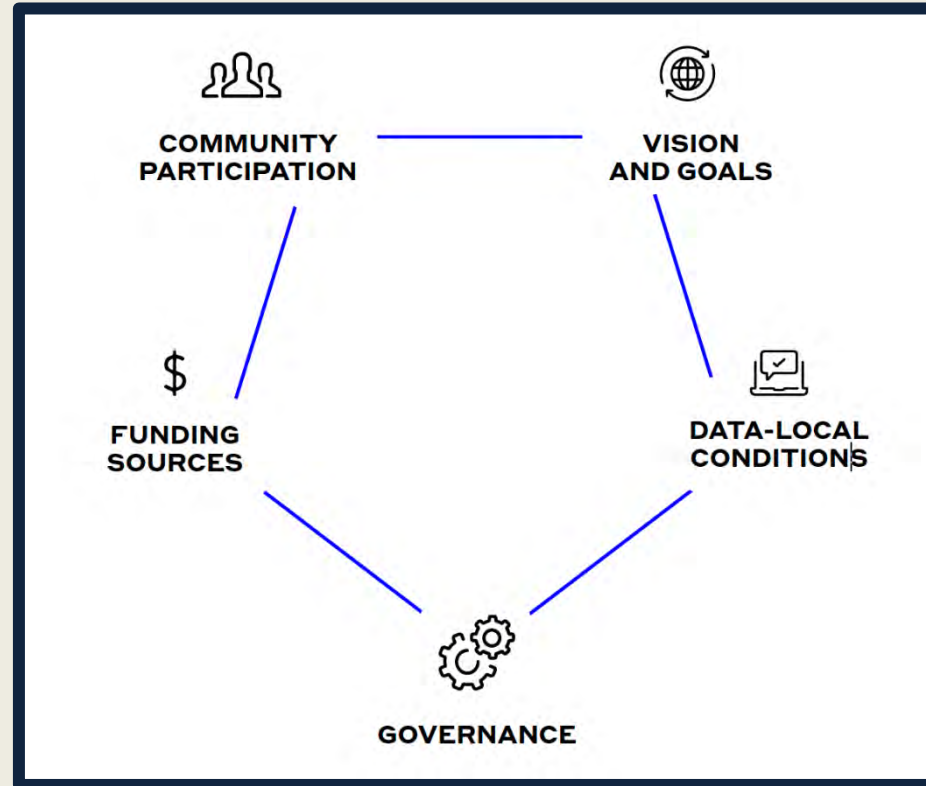 COMMUNITY
PARTICIPATION
VISION
AND GOALS
$
FUNDING
SOURCES
DATA-LOCAL
CONDITIONS
GOVERNANCE